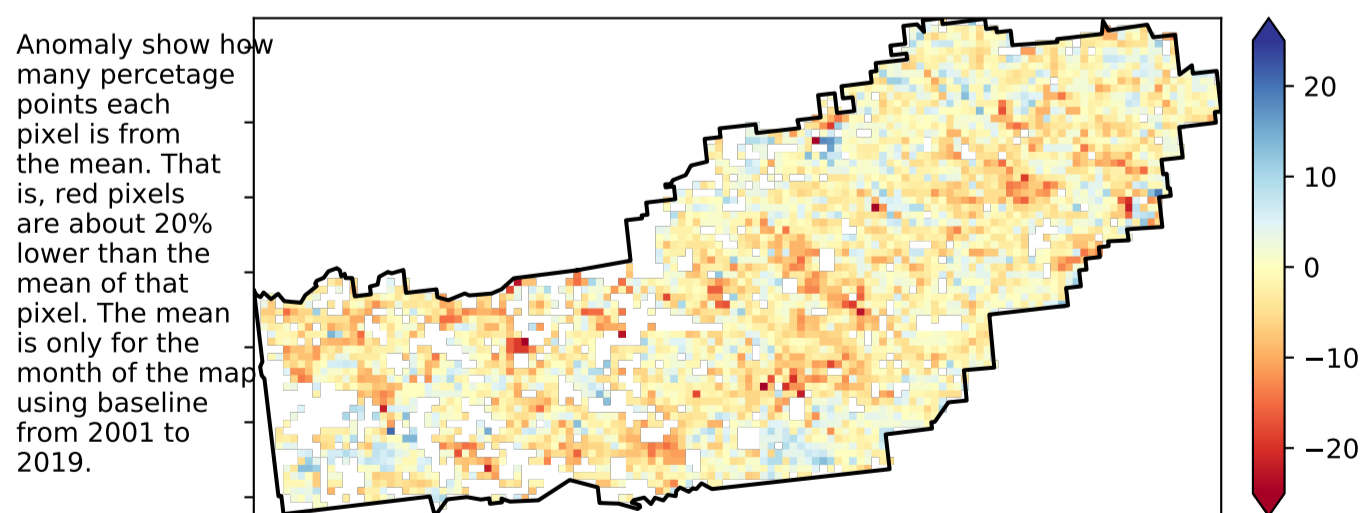 Anomaly show how
many percetage
points each
pixel is from
the mean. That
is, red pixels
are about 20%
lower than the
mean of that
pixel. The mean
is only for the
month of the map
using baseline
from 2001 to
2019.
20
10
0
−10
−20